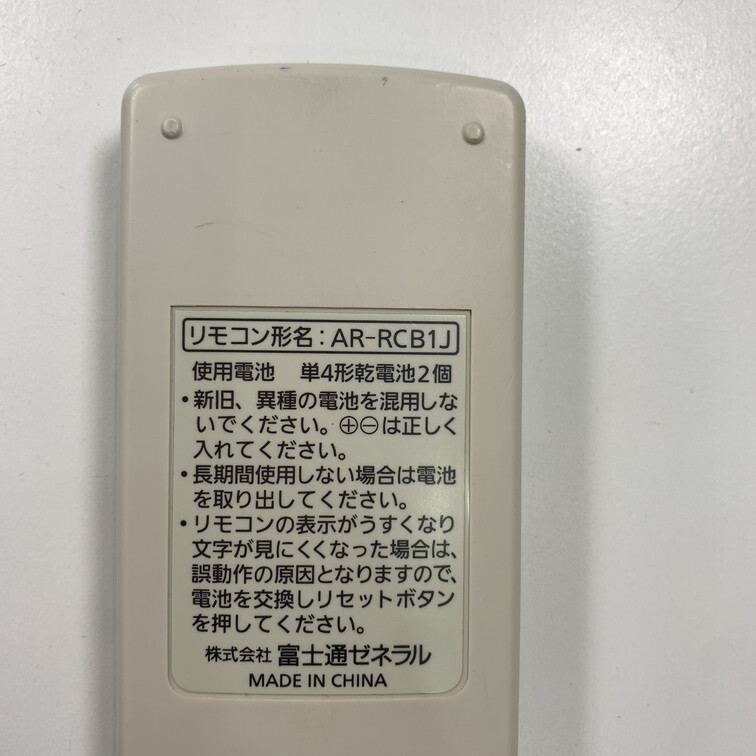 リモコン形名：AR-RCB1J
使用電池　単4形乾電池2個
・新旧、異種の電池を混用しな
いでください。⊕⊖は正しく
入れてください。
・長期間使用しない場合は電池
を取り出してください。
・リモコンの表示がうすくなり
文字が見にくくなった場合は、
誤動作の原因となりますので、
電池を交換しリセットボタン
を押してください。
株式会社 富士通ゼネラル
MADE IN CHINA